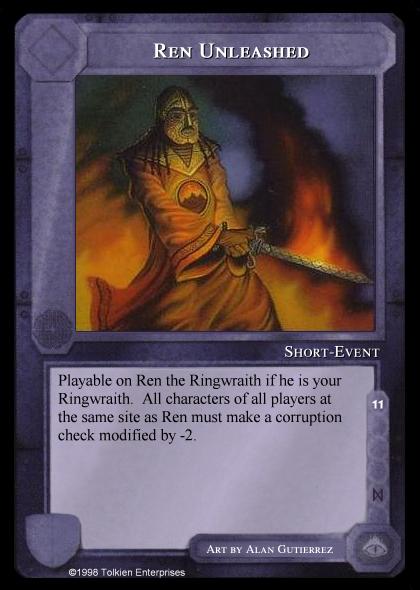 Ren Unleashed
Short-Event
Playable on Ren the Ringwraith if he is your
Ringwraith.  All characters of all players at
the same site as Ren must make a corruption
check modified by -2.
11
Art by Alan Gutierrez
©1998 Tolkien Enterprises